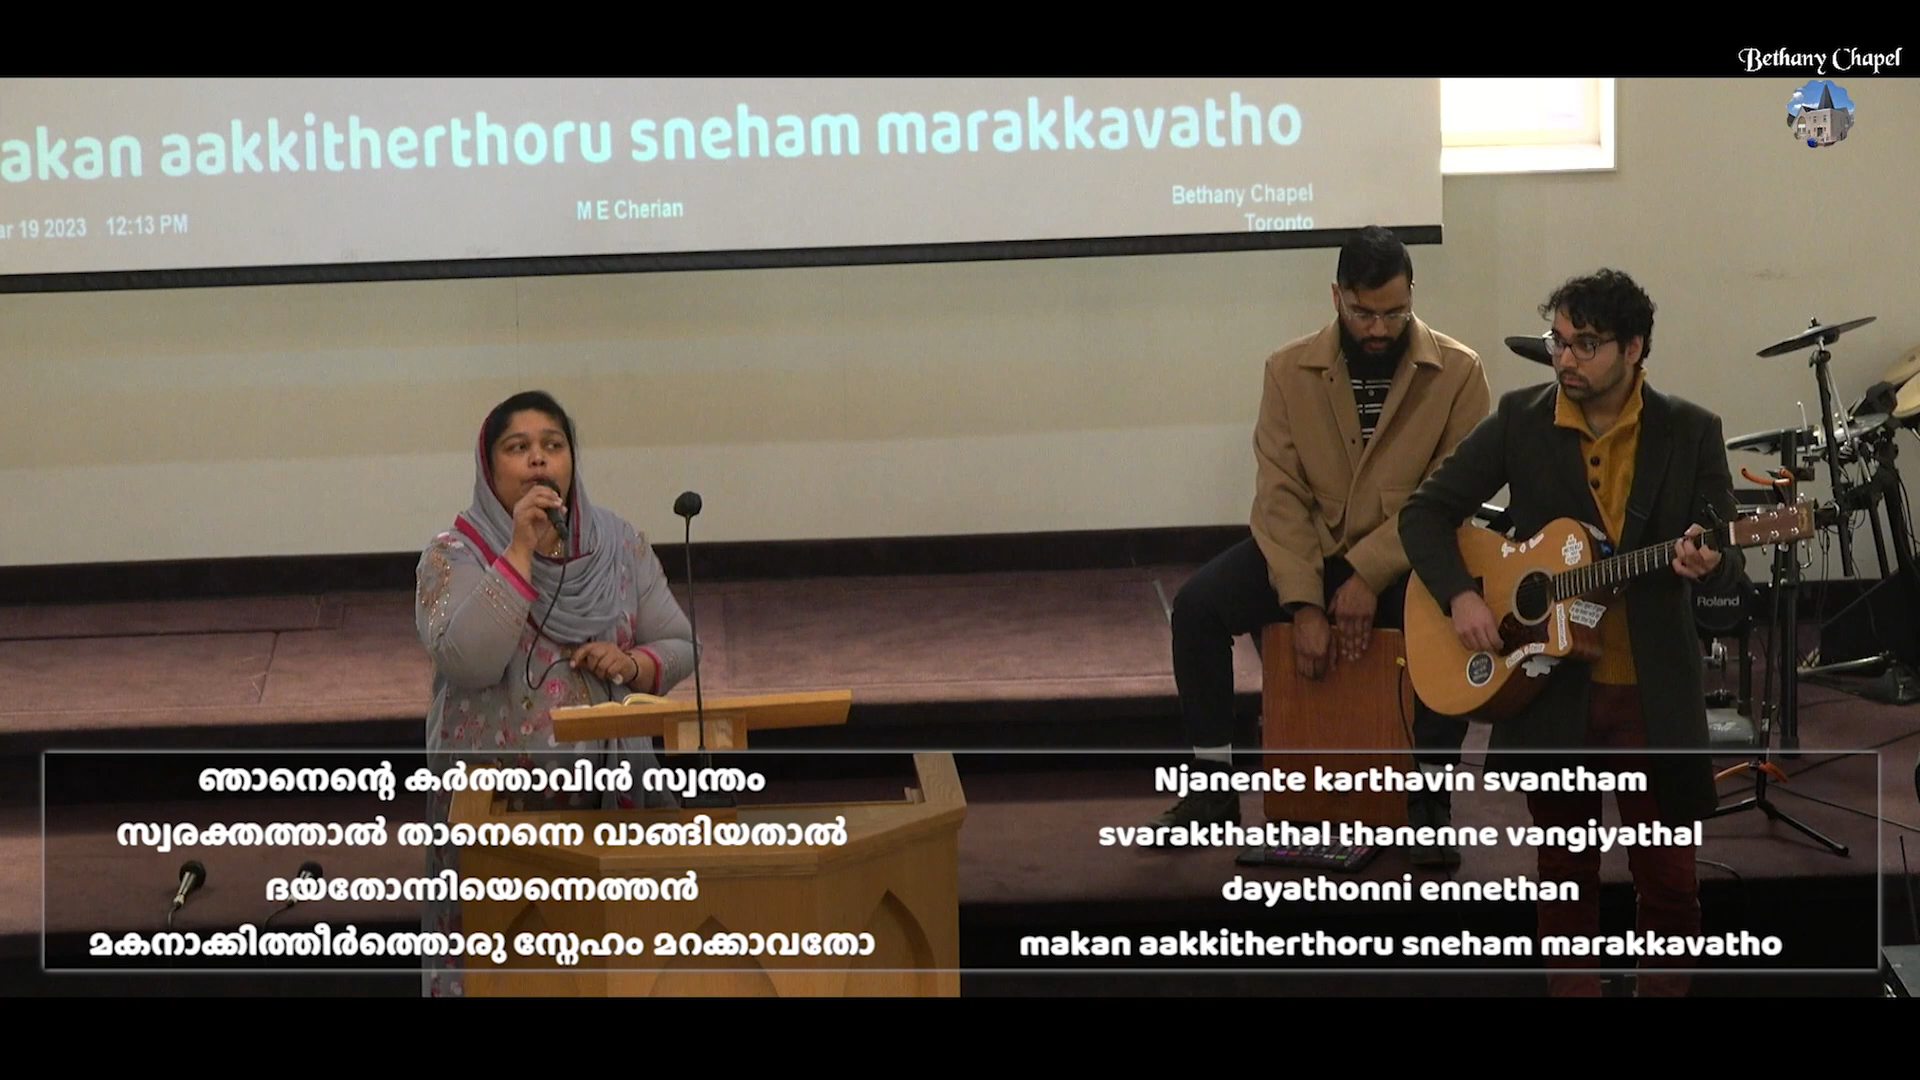 Bethany Chapel
akan aakkitherthoru sneham marakkavatho
ar 19 2023 12:13 PM
M E Cherian
Bethany Chapel
Toronto
Roland
ഞാനെന്റെ കർത്താവിൻ സ്വന്തം
സ്വരക്തത്താൽ താനെന്നെ വാങ്ങിയതാൽ
ദയതോന്നിയെന്നെത്തൻ
മകനാക്കിത്തീർത്തൊരു സ്നേഹം മറക്കാവതോ
Njanente karthavin svantham
svarakthathal thanenne vangiyathal
dayathonni ennethan
makan aakkitherthoru sneham marakkavatho